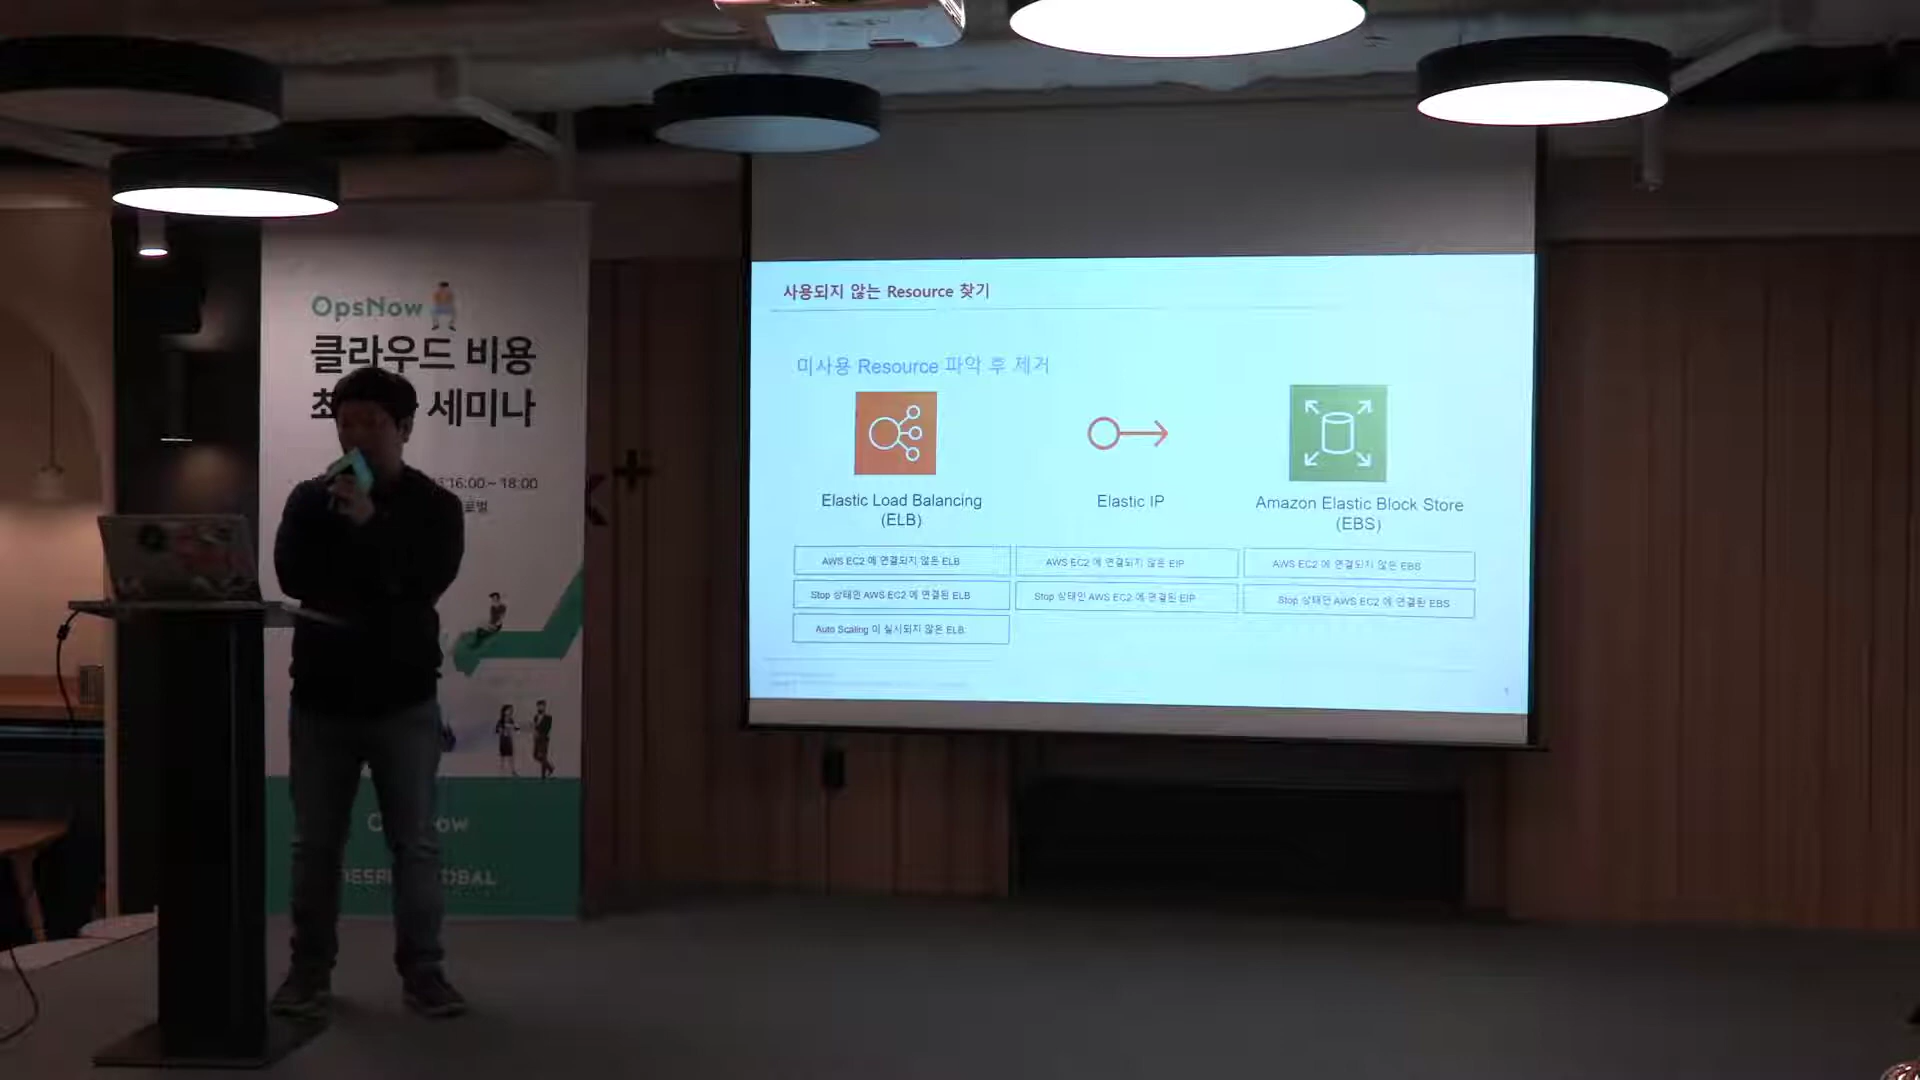 OpsNow
클라우드 비용
세미나
16:00 ~ 18:00
사용되지 않는 Resource 찾기
미사용 Resource 파악 후 제거
Elastic Load Balancing
(ELB)
Elastic IP
Amazon Elastic Block Store
(EBS)
AWS EC2 에 연결되지 않은 ELB
AWS EC2 에 연결되지 않은 EIP
AWS EC2 에 연결되지 않은 EBS
Stop 상태인 AWS EC2 에 연결된 ELB
Stop 상태인 AWS EC2 에 연결된 EIP
Stop 상태인 AWS EC2 에 연결된 EBS
Auto Scaling 이 실시되지 않은 ELB